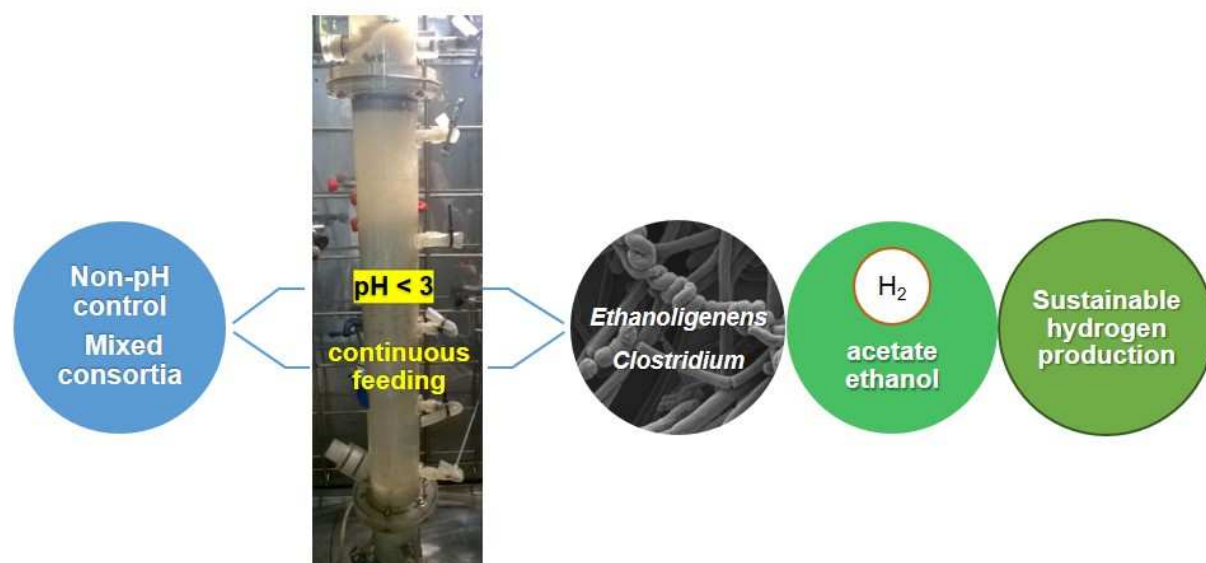 Non-pH
control
Mixed
consortia
pH < 3
continuous
feeding
Ethanoligenens
Clostridium
H₂
acetate
ethanol
Sustainable
hydrogen
production